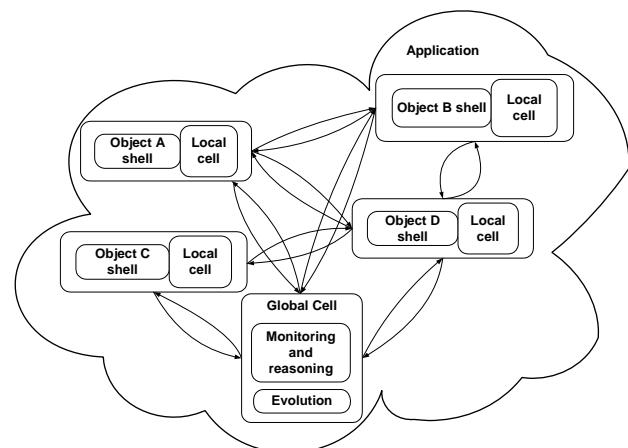 Application
Object B shell
Local
cell
Object A
shell
Local
cell
Object D
shell
Local
cell
Object C
shell
Local
cell
Global Cell
Monitoring
and
reasoning
Evolution